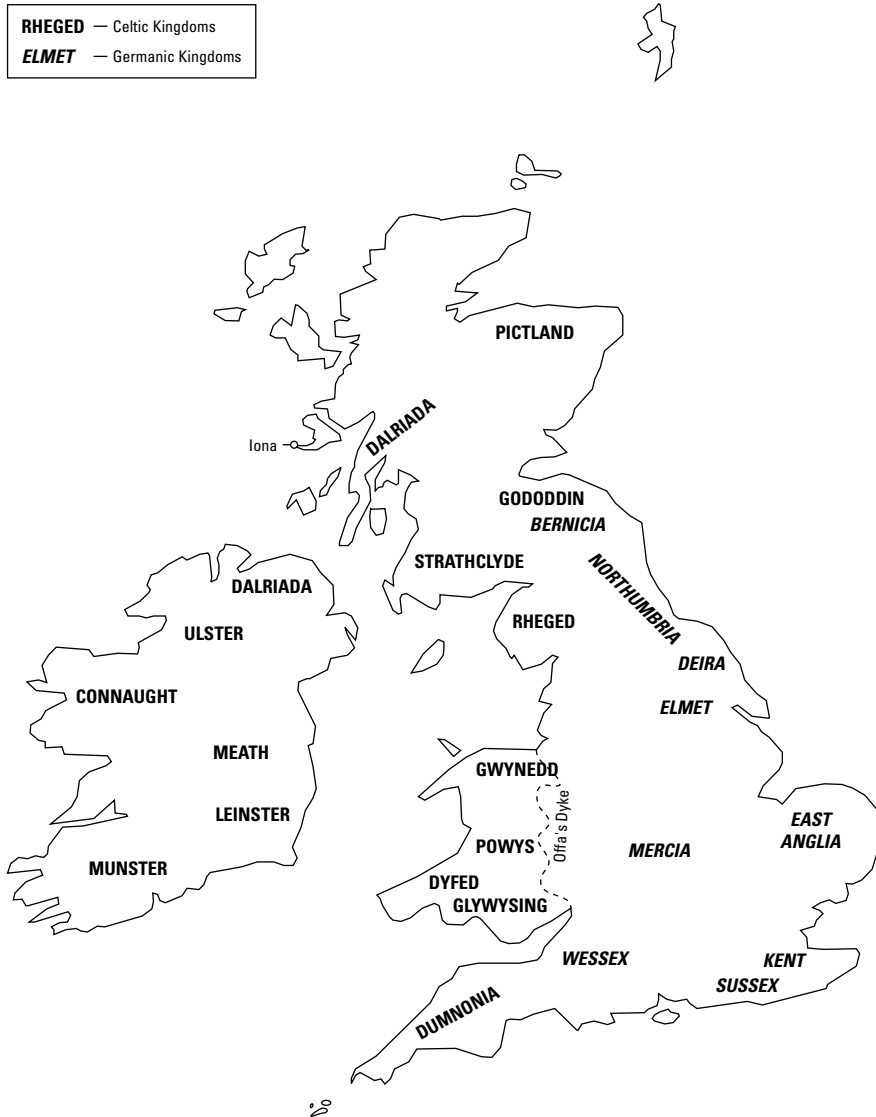 RHEGED — Celtic Kingdoms
ELMET — Germanic Kingdoms
PICTLAND
DALRIADA
Iona
GODODDIN
BERNICIA
STRATHCLYDE
NORTHUMBRIA
DALRIADA
RHEGED
ULSTER
DEIRA
CONNAUGHT
ELMET
MEATH
GWYNEDD
Offa's Dyke
LEINSTER
EAST
ANGLIA
POWYS
MERCIA
MUNSTER
DYFED
GLYWYSING
WESSEX
KENT
SUSSEX
DUMNONIA